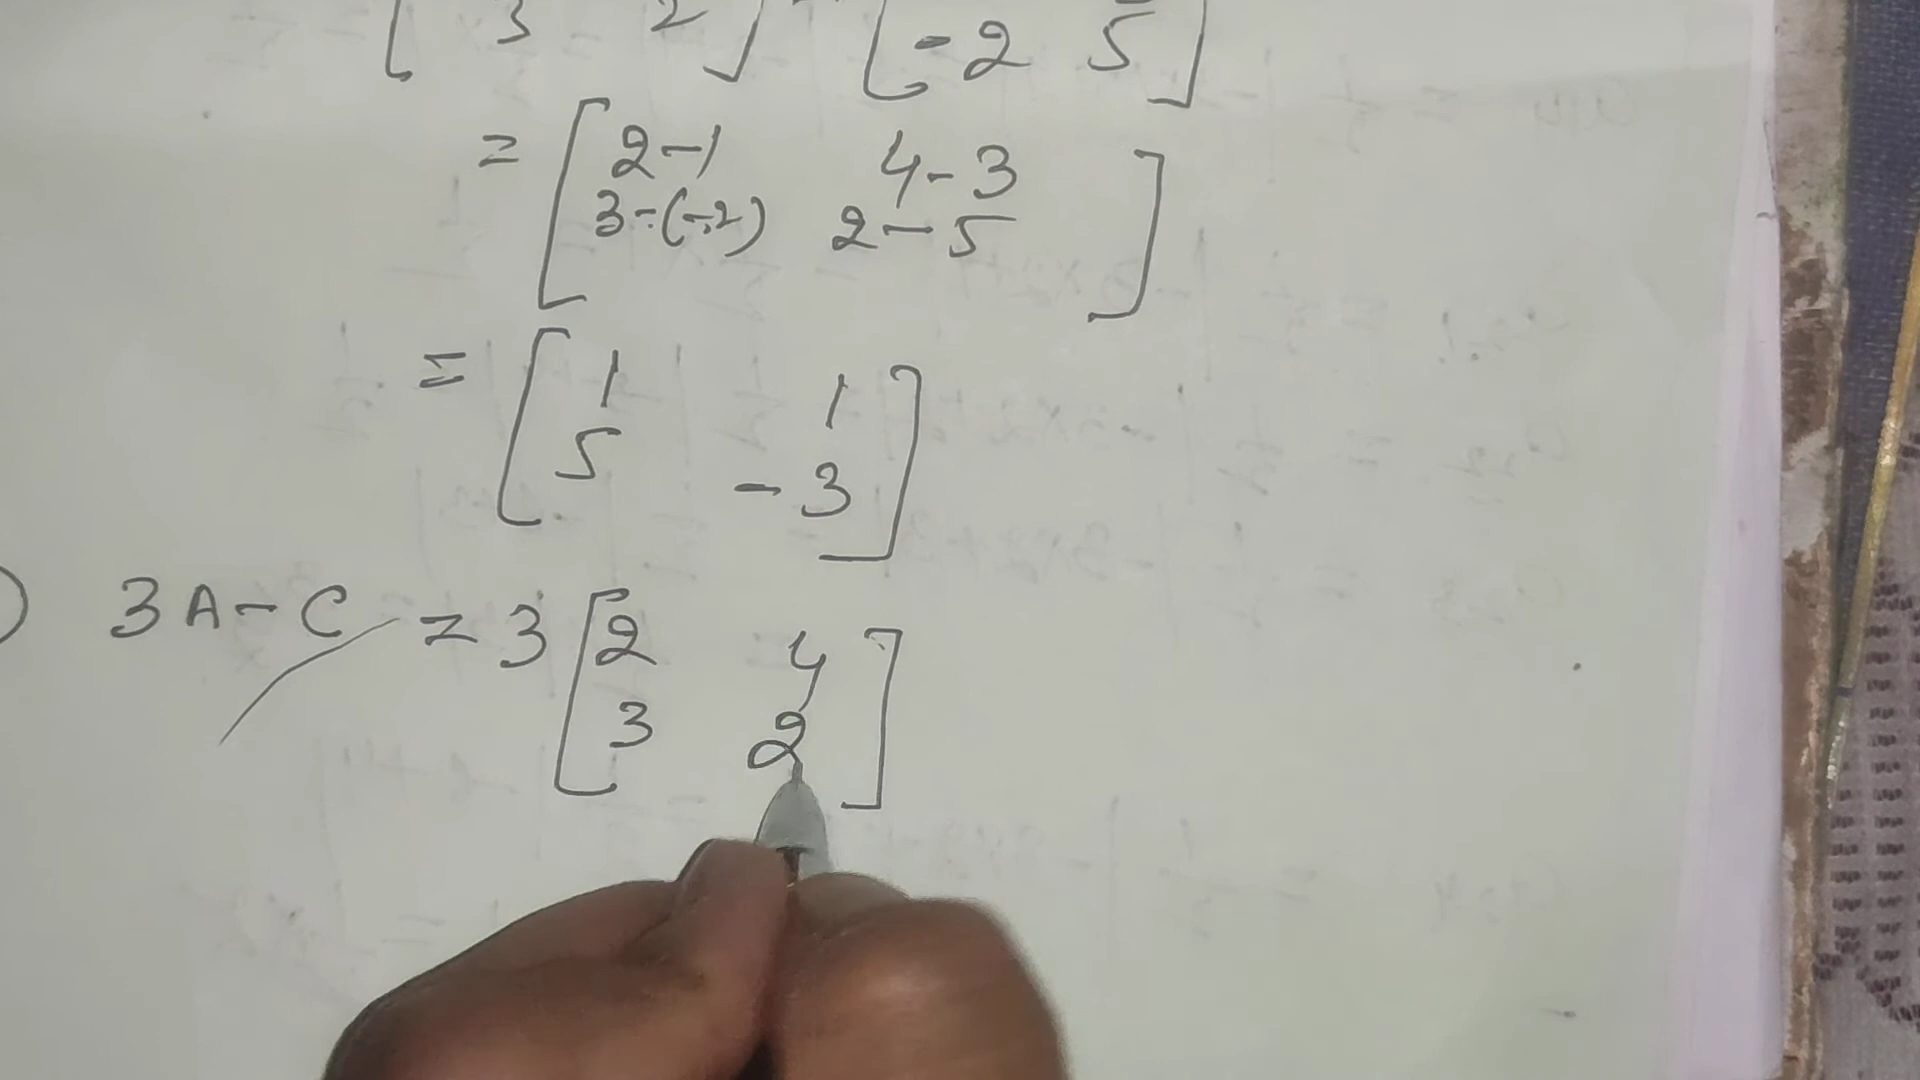 [ 3 2 ] - [ -2 5 ]
= [ 2-1 4-3
3-(-2) 2-5 ]
= [ 1 1
5 -3 ]
) 3A-C = 3 [ 2 4
3 2 ]